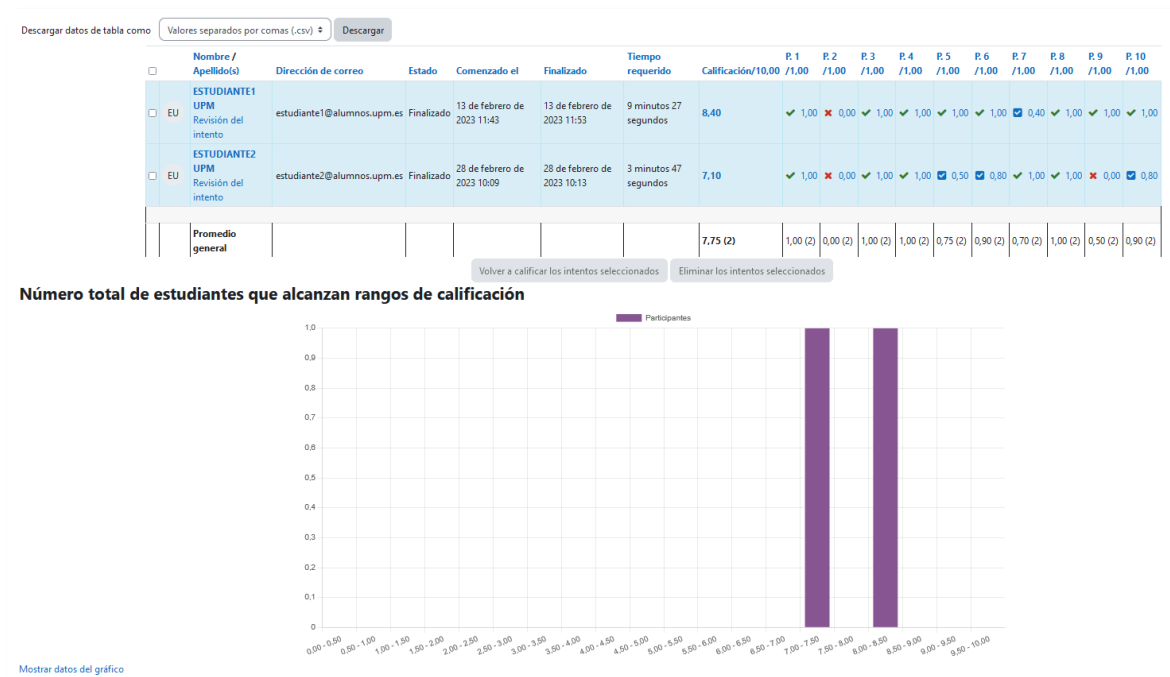 Descargar datos de tabla como Valores separados por comas (.csv) Descargar
Nombre / Apellido(s) Dirección de correo Estado Comenzado el Finalizado Tiempo requerido Calificación/10,00 P. 1 /1,00 P. 2 /1,00 P. 3 /1,00 P. 4 /1,00 P. 5 /1,00 P. 6 /1,00 P. 7 /1,00 P. 8 /1,00 P. 9 /1,00 P. 10 /1,00
EU ESTUDIANTE1 UPM Revisión del intento estudiante1@alumnos.upm.es Finalizado 13 de febrero de 2023 11:43 13 de febrero de 2023 11:53 9 minutos 27 segundos 8,40 1,00 0,00 1,00 1,00 1,00 1,00 0,40 1,00 1,00 1,00
EU ESTUDIANTE2 UPM Revisión del intento estudiante2@alumnos.upm.es Finalizado 28 de febrero de 2023 10:09 28 de febrero de 2023 10:13 3 minutos 47 segundos 7,10 1,00 0,00 1,00 1,00 0,50 0,80 1,00 1,00 0,00 0,80
Promedio general 7,75 (2) 1,00 (2) 0,00 (2) 1,00 (2) 1,00 (2) 0,75 (2) 0,90 (2) 0,70 (2) 1,00 (2) 0,50 (2) 0,90 (2)
Volver a calificar los intentos seleccionados Eliminar los intentos seleccionados
Número total de estudiantes que alcanzan rangos de calificación
Participantes
1,0
0,9
0,8
0,7
0,6
0,5
0,4
0,3
0,2
0,1
0
0,00 - 0,50 0,50 - 1,00 1,00 - 1,50 1,50 - 2,00 2,00 - 2,50 2,50 - 3,00 3,00 - 3,50 3,50 - 4,00 4,00 - 4,50 4,50 - 5,00 5,00 - 5,50 5,50 - 6,00 6,00 - 6,50 6,50 - 7,00 7,00 - 7,50 7,50 - 8,00 8,00 - 8,50 8,50 - 9,00 9,00 - 9,50 9,50 - 10,00
Mostrar datos del gráfico